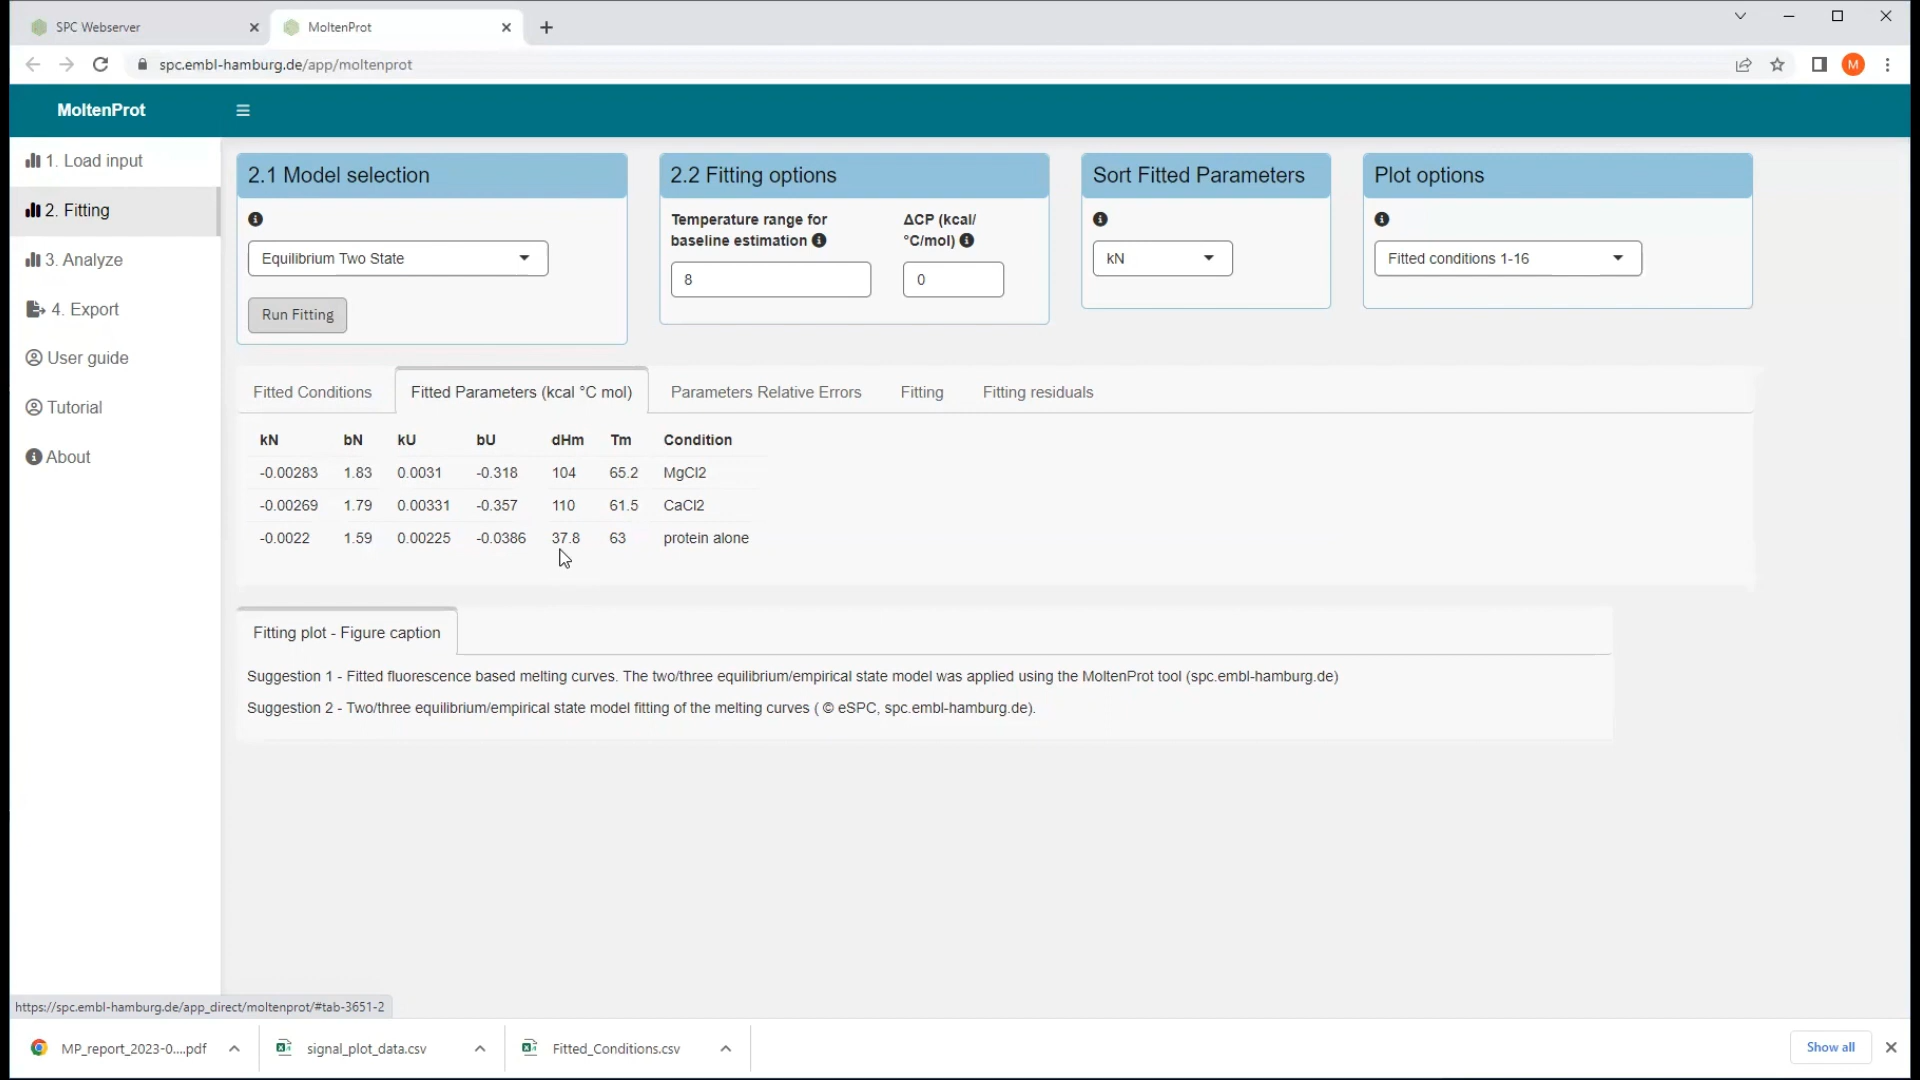 SPC Webserver
MoltenProt
spc.embl-hamburg.de/app/moltenprot
M
MoltenProt
1. Load input
2. Fitting
3. Analyze
4. Export
User guide
Tutorial
About
2.1 Model selection
Equilibrium Two State
Run Fitting
2.2 Fitting options
Temperature range for
baseline estimation
8
ΔCP (kcal/
°C/mol)
0
Sort Fitted Parameters
kN
Plot options
Fitted conditions 1-16
Fitted Conditions
Fitted Parameters (kcal °C mol)
Parameters Relative Errors
Fitting
Fitting residuals
kN bN kU bU dHm Tm Condition
-0.00283 1.83 0.0031 -0.318 104 65.2 MgCl2
-0.00269 1.79 0.00331 -0.357 110 61.5 CaCl2
-0.0022 1.59 0.00225 -0.0386 37.8 63 protein alone
Fitting plot - Figure caption
Suggestion 1 - Fitted fluorescence based melting curves. The two/three equilibrium/empirical state model was applied using the MoltenProt tool (spc.embl-hamburg.de)
Suggestion 2 - Two/three equilibrium/empirical state model fitting of the melting curves ( © eSPC, spc.embl-hamburg.de).
https://spc.embl-hamburg.de/app_direct/moltenprot/#tab-3651-2
MP_report_2023-0....pdf
signal_plot_data.csv
Fitted_Conditions.csv
Show all